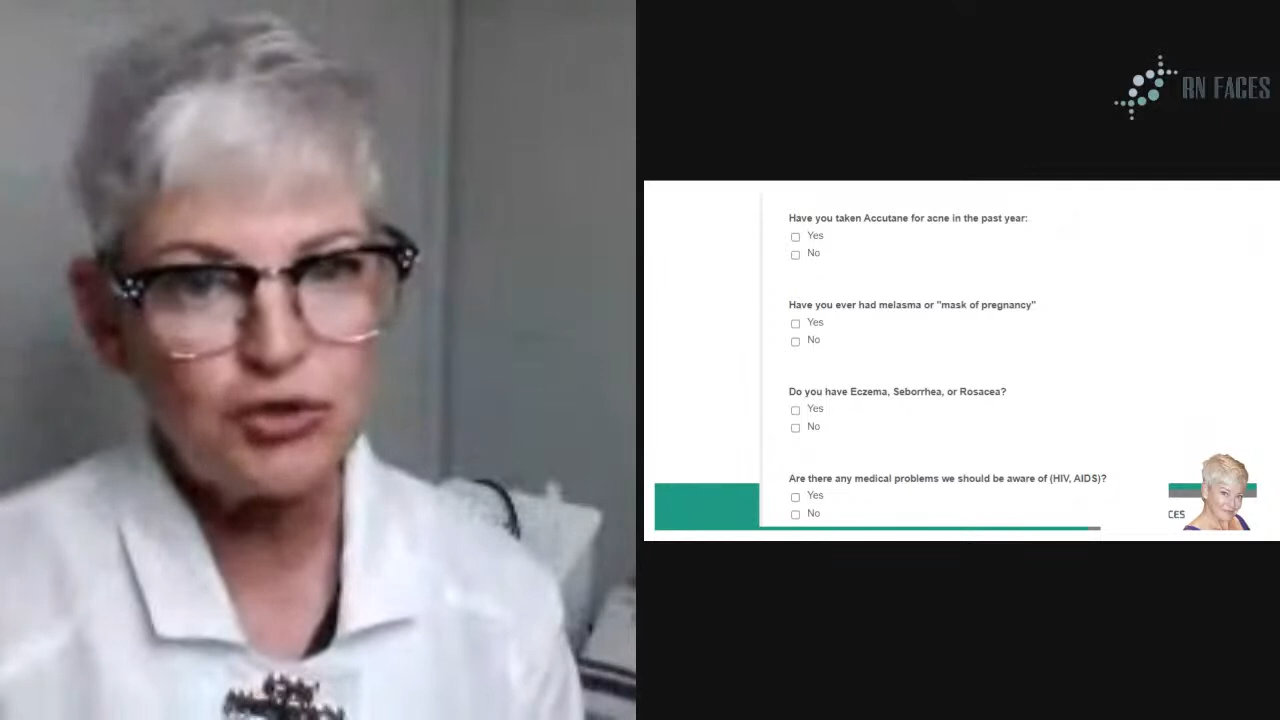 RN FACES
Have you taken Accutane for acne in the past year:
Yes
No
Have you ever had melasma or "mask of pregnancy"
Yes
No
Do you have Eczema, Seborrhea, or Rosacea?
Yes
No
Are there any medical problems we should be aware of (HIV, AIDS)?
Yes
No
CES